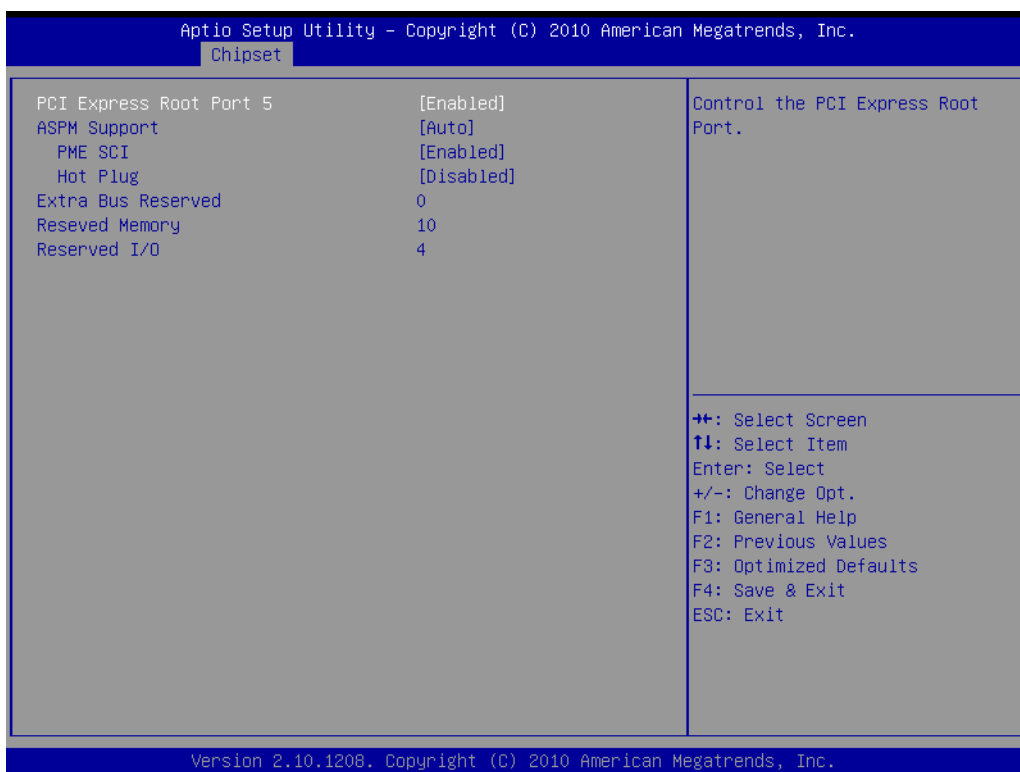 Aptio Setup Utility – Copyright (C) 2010 American Megatrends, Inc.
Chipset
PCI Express Root Port 5 [Enabled]
ASPM Support [Auto]
PME SCI [Enabled]
Hot Plug [Disabled]
Extra Bus Reserved 0
Reseved Memory 10
Reserved I/O 4
Control the PCI Express Root
Port.
→←: Select Screen
↑↓: Select Item
Enter: Select
+/-: Change Opt.
F1: General Help
F2: Previous Values
F3: Optimized Defaults
F4: Save & Exit
ESC: Exit
Version 2.10.1208. Copyright (C) 2010 American Megatrends, Inc.